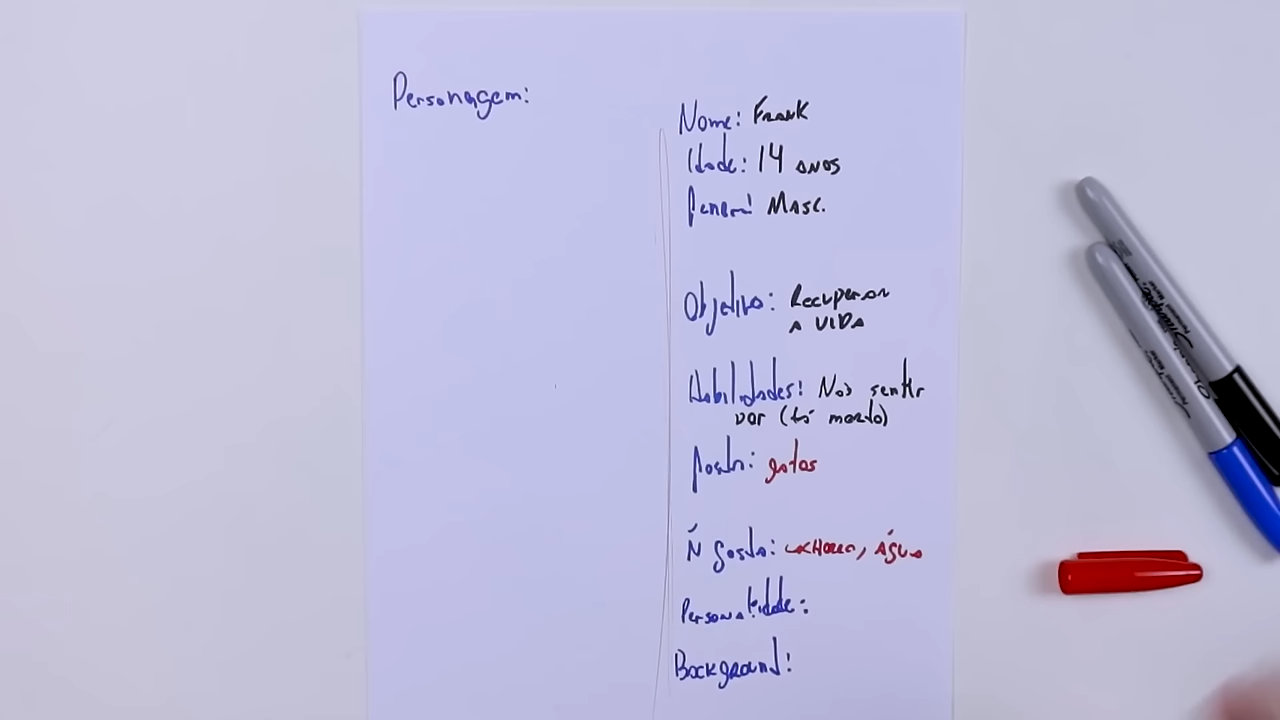 Personagem:
Nome: Frank
Idade: 14 anos
Genero: Masc.
Objetivo: Recuperar
a vida
Habilidades: Não sentir
dor (tá morto)
Gosta: gatos
Ñ gosta: cachorro, água
Personalidade:
Background: